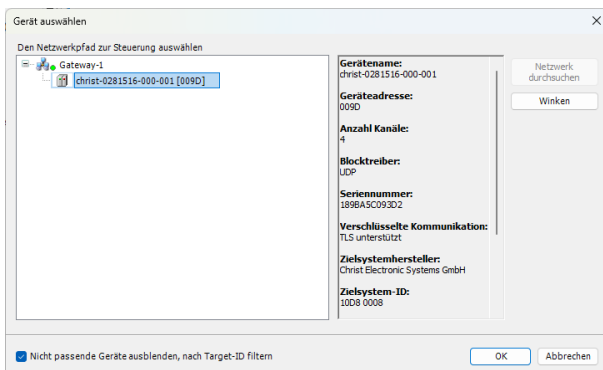 Gerät auswählen
Den Netzwerkpfad zur Steuerung auswählen
Gateway-1
christ-0281516-000-001 [009D]
Gerätename:
christ-0281516-000-001
Geräteadresse:
009D
Anzahl Kanäle:
4
Blocktreiber:
UDP
Seriennummer:
189BA5C093D2
Verschlüsselte Kommunikation:
TLS unterstützt
Zielsystemhersteller:
Christ Electronic Systems GmbH
Zielsystem-ID:
10D8 0008
Netzwerk
durchsuchen
Winken
Nicht passende Geräte ausblenden, nach Target-ID filtern
OK
Abbrechen